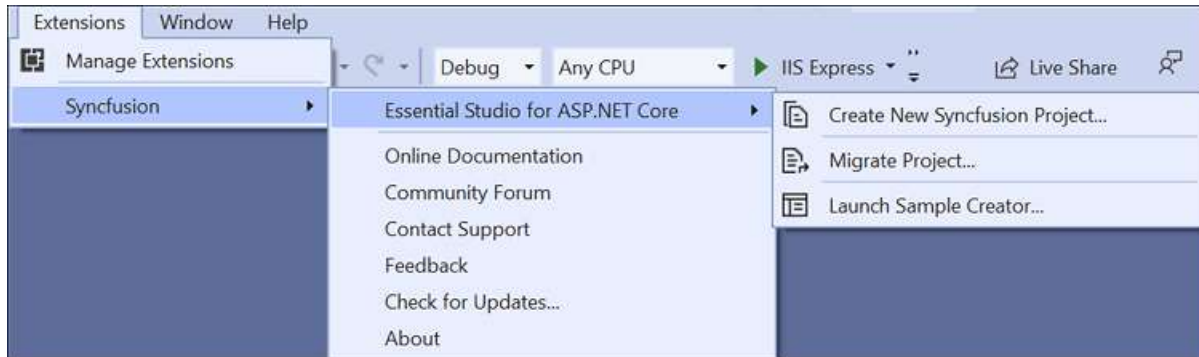 Extensions Window Help
Manage Extensions
Debug Any CPU IIS Express Live Share
Syncfusion
Essential Studio for ASP.NET Core
Create New Syncfusion Project...
Online Documentation
Migrate Project...
Community Forum
Launch Sample Creator...
Contact Support
Feedback
Check for Updates...
About